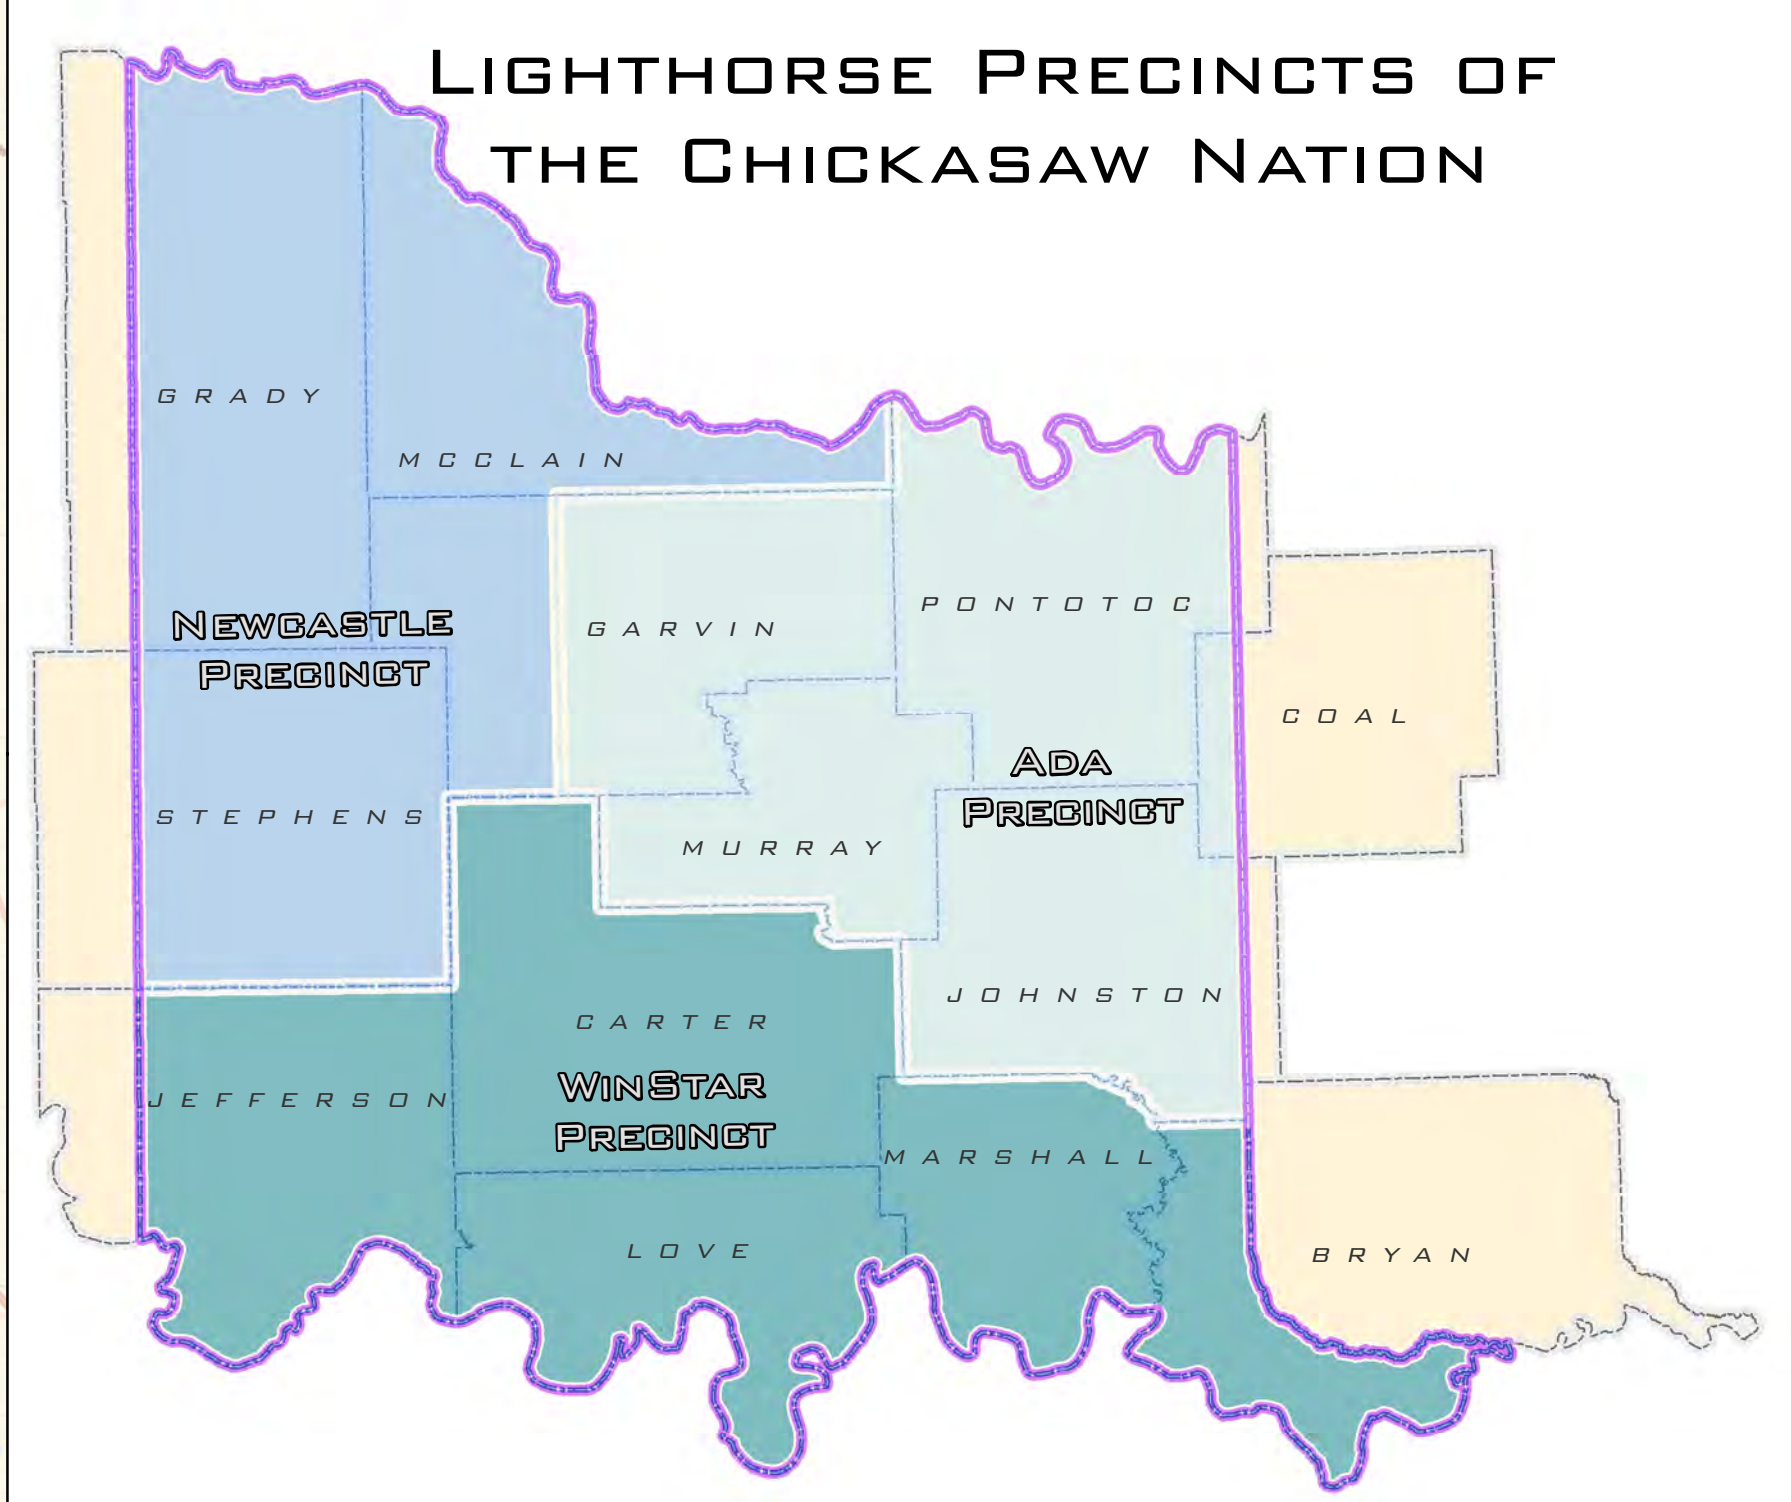 LIGHTHORSE PRECINCTS OF
THE CHICKASAW NATION
GRADY
MCCLAIN
NEWCASTLE
PRECINCT
GARVIN
PONTOTOC
COAL
ADA
PRECINCT
STEPHENS
MURRAY
JOHNSTON
CARTER
WINSTAR
PRECINCT
JEFFERSON
MARSHALL
LOVE
BRYAN